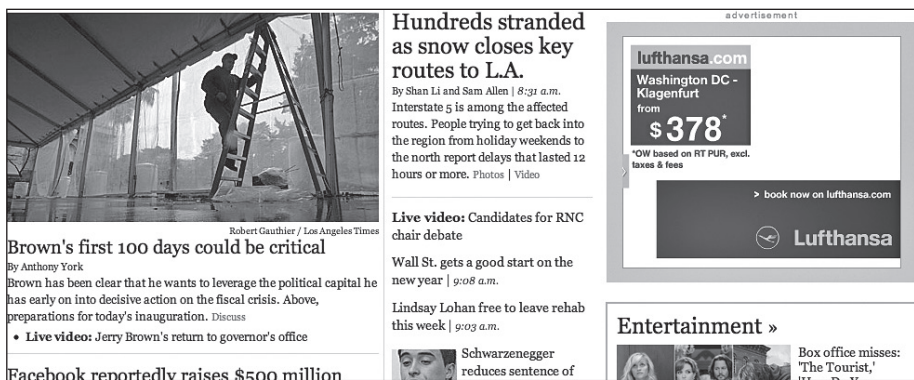 Robert Gauthier / Los Angeles Times
Brown's first 100 days could be critical
By Anthony York
Brown has been clear that he wants to leverage the political capital he
has early on into decisive action on the fiscal crisis. Above,
preparations for today's inauguration. Discuss
• Live video: Jerry Brown's return to governor's office
Facebook reportedly raises $500 million
Hundreds stranded
as snow closes key
routes to L.A.
By Shan Li and Sam Allen | 8:31 a.m.
Interstate 5 is among the affected
routes. People trying to get back into
the region from holiday weekends to
the north report delays that lasted 12
hours or more. Photos | Video
Live video: Candidates for RNC
chair debate
Wall St. gets a good start on the
new year | 9:08 a.m.
Lindsay Lohan free to leave rehab
this week | 9:03 a.m.
Schwarzenegger
reduces sentence of
advertisement
lufthansa.com
Washington DC -
Klagenfurt
from
$378*
*OW based on RT PUR, excl.
taxes & fees
> book now on lufthansa.com
Lufthansa
Entertainment »
Box office misses:
'The Tourist,'